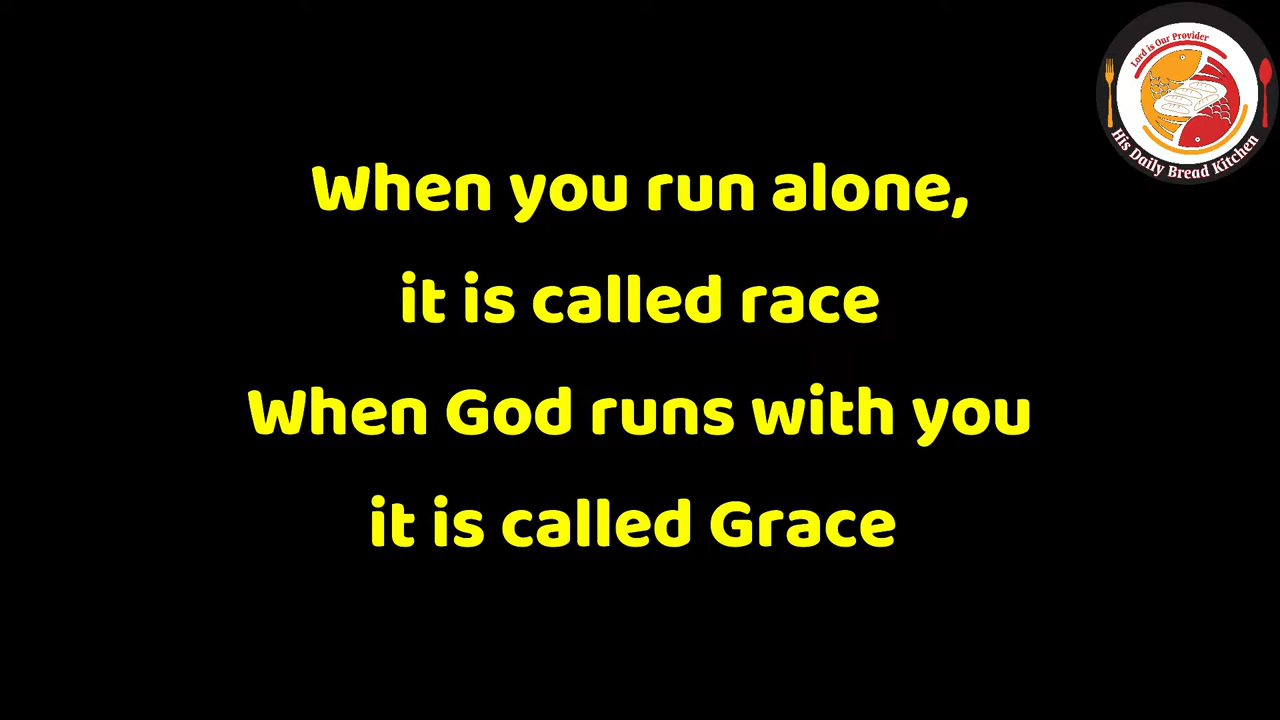 Lord is Our Provider
His Daily Bread Kitchen
When you run alone,
it is called race
When God runs with you
it is called Grace